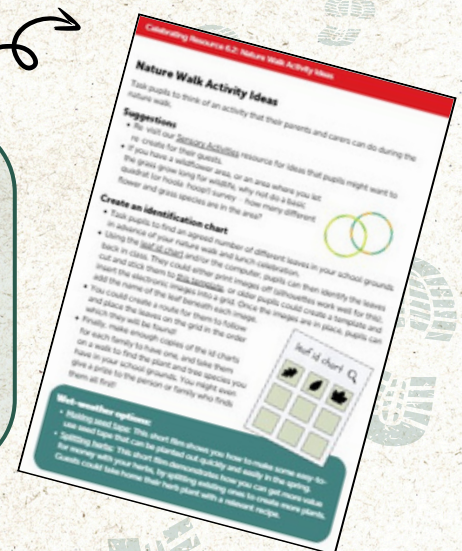 Celebrating Resource 6.2: Nature Walk Activity Ideas
Nature Walk Activity Ideas
Task pupils to think of an activity that their parents and carers can do during the
nature walk.
Suggestions
• Re-visit our Sensory Activities resource for ideas that pupils might want to
re-create for their guests.
• If you have a wildflower area, or an area where you let
the grass grow long for wildlife, why not do a basic
quadrat (or hoola hoop!) survey - how many different
flower and grass species are in the area?
Create an identification chart
• Task pupils to find an agreed number of different leaves in your school grounds
in advance of your nature walk and lunch celebration.
• Using the leaf id chart and/or the computer, pupils can then identify the leaves
back in class. They could either print images off (silhouettes work well for this),
cut and stick them to this template, or older pupils could create a template and
insert the electronic images into a grid. Once the images are in place, pupils can
add the name of the leaf beneath each image.
• You could create a route for them to follow
and place the leaves on the grid in the order
which they will be found!
• Finally, make enough copies of the id charts
for each family to have one, and take them
on a walk to find the plant and tree species you
have in your school grounds. You might even
give a prize to the person or family who finds
them all first!
leaf id chart
Wet-weather options:
• Making seed tape: This short film shows you how to make some easy-to-
use seed tape that can be planted out quickly and easily in the spring.
• Splitting herbs: This short film demonstrates how you can get more value
for money with your herbs, by splitting existing ones to create more plants.
Guests could take home their herb plant with a relevant recipe.